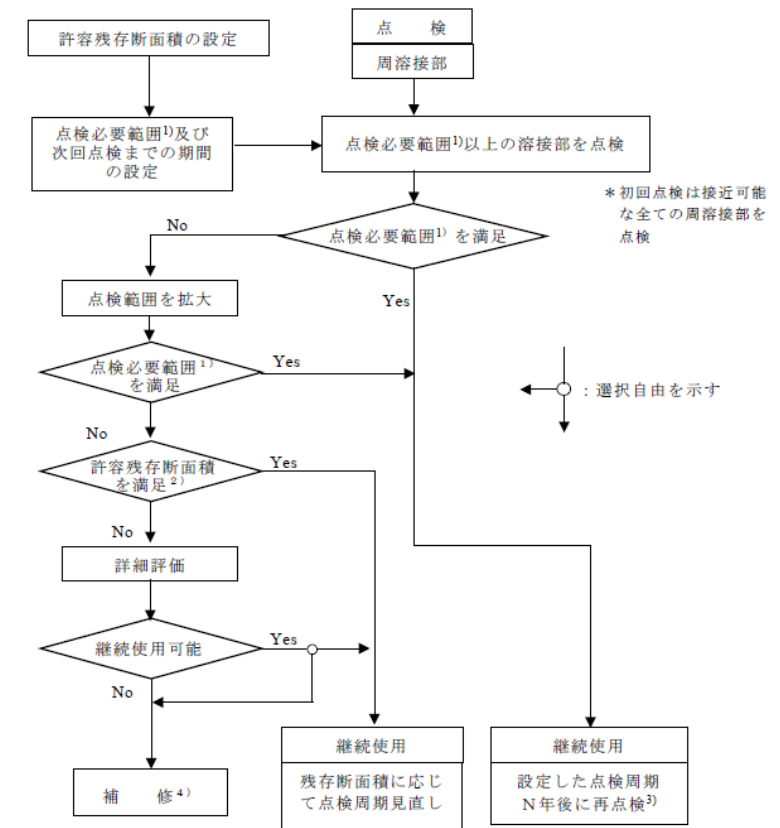 許容残存断面積の設定
点　検
周溶接部
点検必要範囲1)及び
次回点検までの期間
の設定
点検必要範囲1)以上の溶接部を点検
＊初回点検は接近可能
な全ての周溶接部を
点検
点検必要範囲1) を満足
No
Yes
点検範囲を拡大
点検必要範囲1)
を満足
Yes
：選択自由を示す
No
許容残存断面積
を満足2)
Yes
No
詳細評価
継続使用可能
Yes
No
補　修4)
継続使用
残存断面積に応じ
て点検周期見直し
継続使用
設定した点検周期
N年後に再点検3)